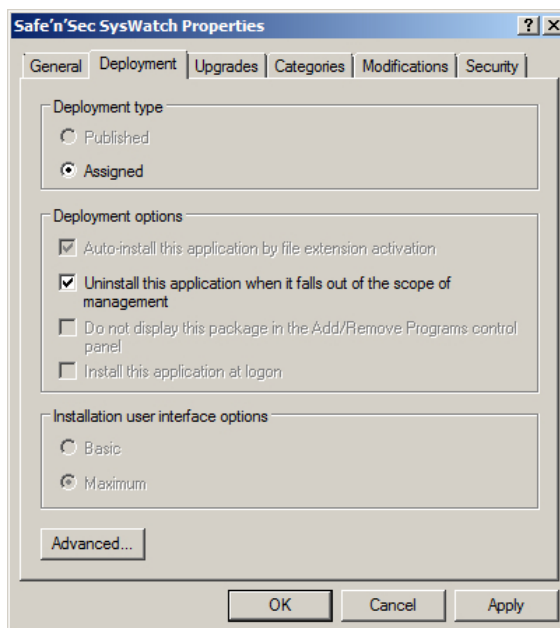 Safe'n'Sec SysWatch Properties
General Deployment Upgrades Categories Modifications Security
Deployment type
Published
Assigned
Deployment options
Auto-install this application by file extension activation
Uninstall this application when it falls out of the scope of
management
Do not display this package in the Add/Remove Programs control
panel
Install this application at logon
Installation user interface options
Basic
Maximum
Advanced...
OK Cancel Apply